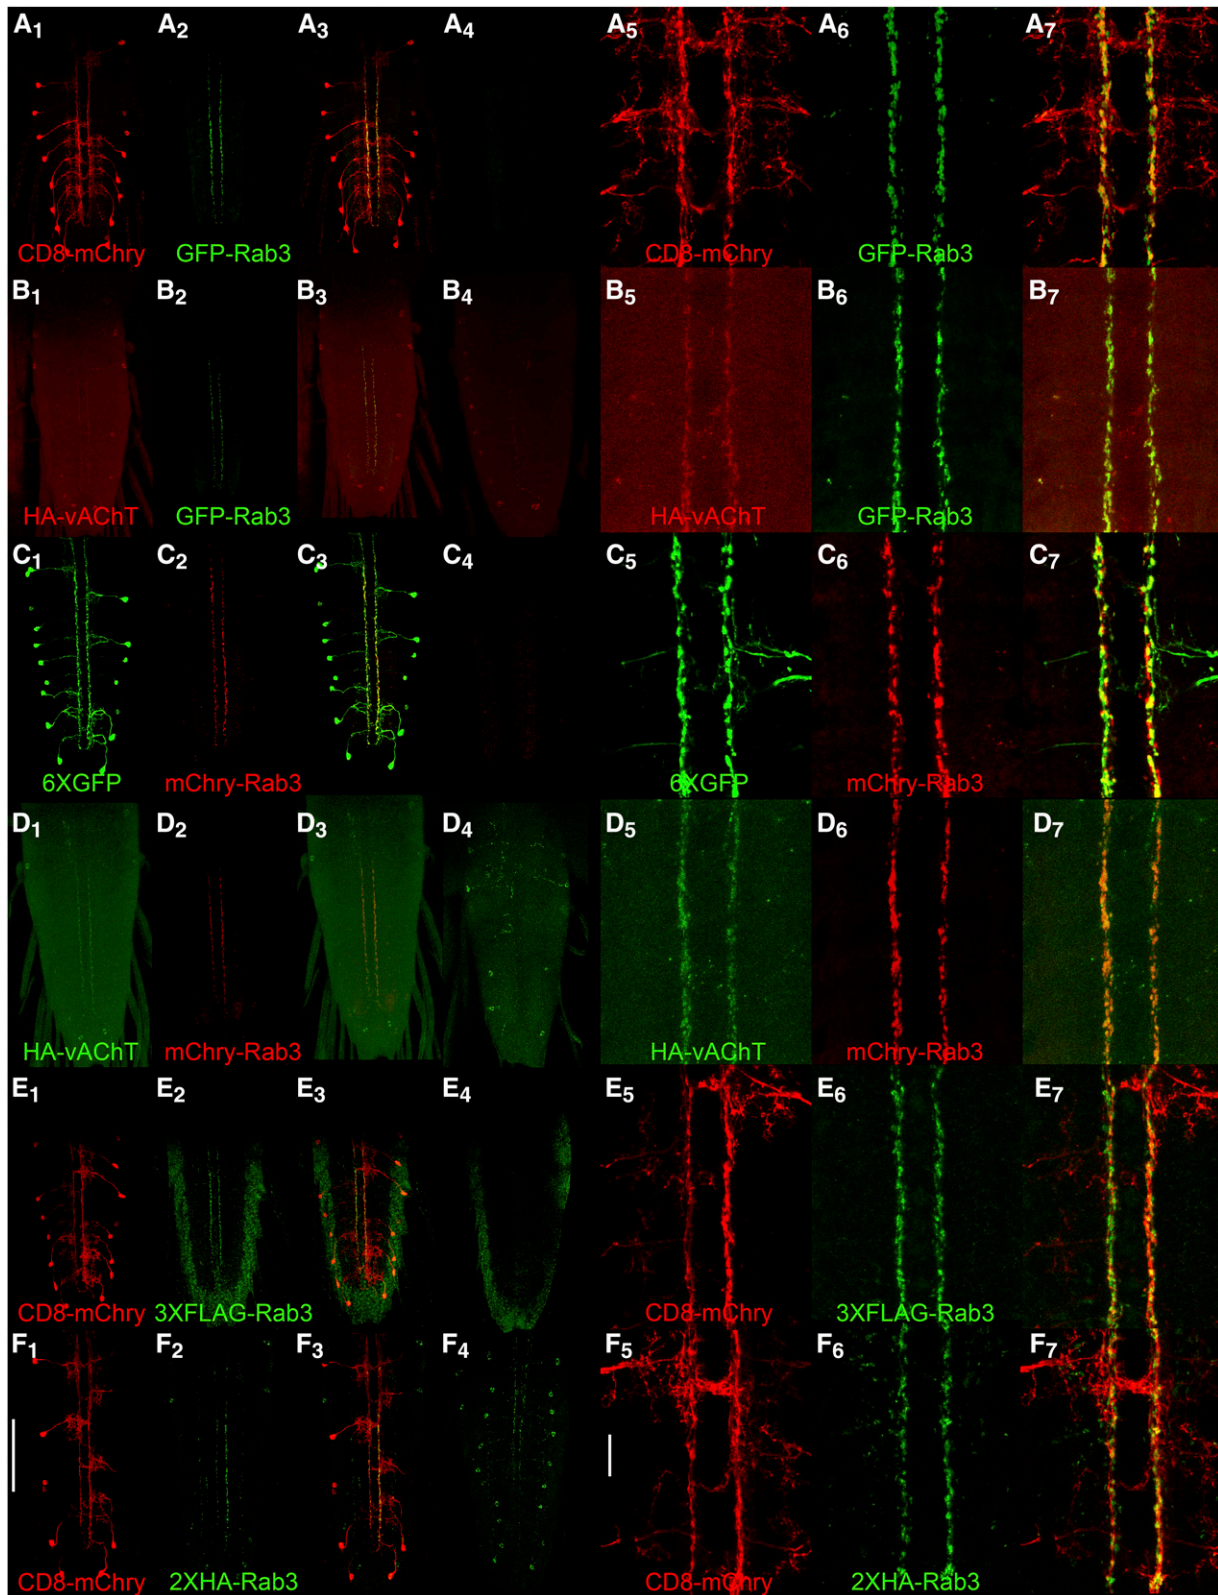 A1 A2 A3 A4 A5 A6 A7
CD8-mChry GFP-Rab3 CD8-mChry GFP-Rab3
B1 B2 B3 B4 B5 B6 B7
HA-vAChT GFP-Rab3 HA-vAChT GFP-Rab3
C1 C2 C3 C4 C5 C6 C7
6XGFP mChry-Rab3 6XGFP mChry-Rab3
D1 D2 D3 D4 D5 D6 D7
HA-vAChT mChry-Rab3 HA-vAChT mChry-Rab3
E1 E2 E3 E4 E5 E6 E7
CD8-mChry 3XFLAG-Rab3 CD8-mChry 3XFLAG-Rab3
F1 F2 F3 F4 F5 F6 F7
CD8-mChry 2XHA-Rab3 CD8-mChry 2XHA-Rab3